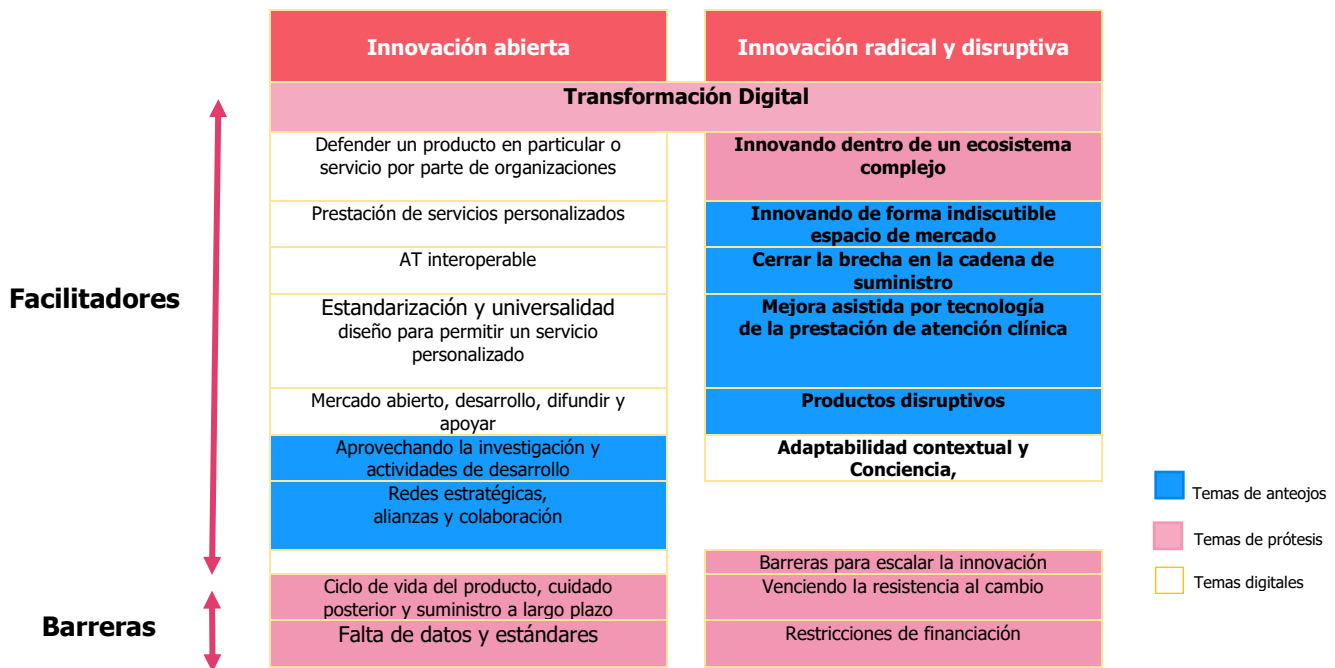 Innovación abierta
Innovación radical y disruptiva
Transformación Digital
Defender un producto en particular o
servicio por parte de organizaciones
Innovando dentro de un ecosistema
complejo
Prestación de servicios personalizados
Innovando de forma indiscutible
espacio de mercado
AT interoperable
Cerrar la brecha en la cadena de
suministro
Facilitadores
Estandarización y universalidad
diseño para permitir un servicio
personalizado
Mejora asistida por tecnología
de la prestación de atención clínica
Mercado abierto, desarrollo, difundir y
apoyar
Productos disruptivos
Aprovechando la investigación y
actividades de desarrollo
Adaptabilidad contextual y
Conciencia,
Redes estratégicas,
alianzas y colaboración
Barreras para escalar la innovación
Ciclo de vida del producto, cuidado
posterior y suministro a largo plazo
Venciendo la resistencia al cambio
Barreras
Falta de datos y estándares
Restricciones de financiación
Temas de anteojos
Temas de prótesis
Temas digitales